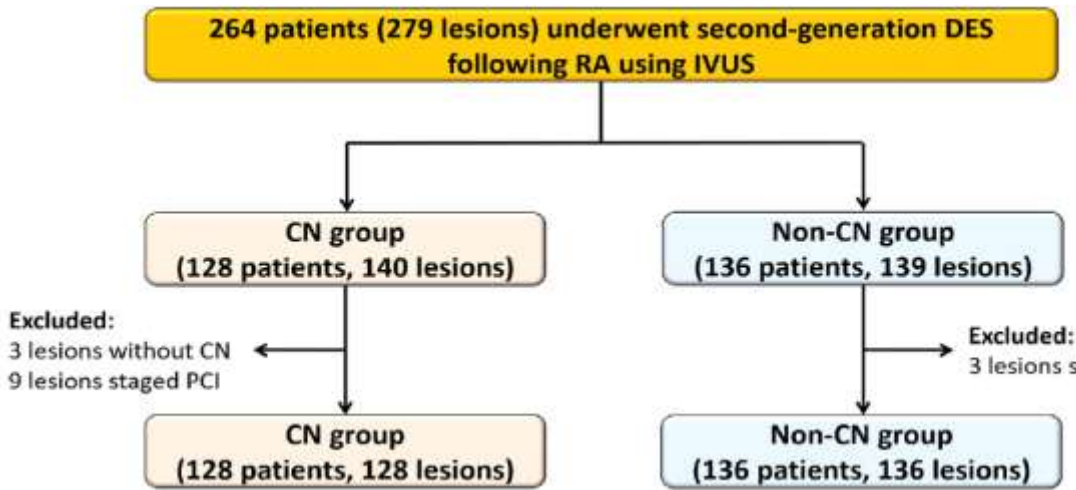 264 patients (279 lesions) underwent second-generation DES
following RA using IVUS
CN group
(128 patients, 140 lesions)
Non-CN group
(136 patients, 139 lesions)
Excluded:
3 lesions without CN
9 lesions staged PCI
Excluded:
3 lesions s
CN group
(128 patients, 128 lesions)
Non-CN group
(136 patients, 136 lesions)